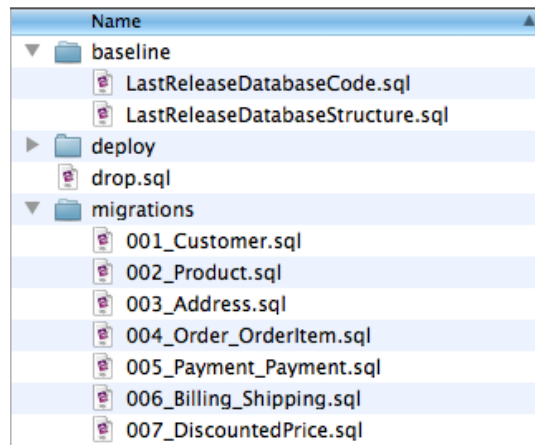 Name
baseline
LastReleaseDatabaseCode.sql
LastReleaseDatabaseStructure.sql
deploy
drop.sql
migrations
001_Customer.sql
002_Product.sql
003_Address.sql
004_Order_OrderItem.sql
005_Payment_Payment.sql
006_Billing_Shipping.sql
007_DiscountedPrice.sql